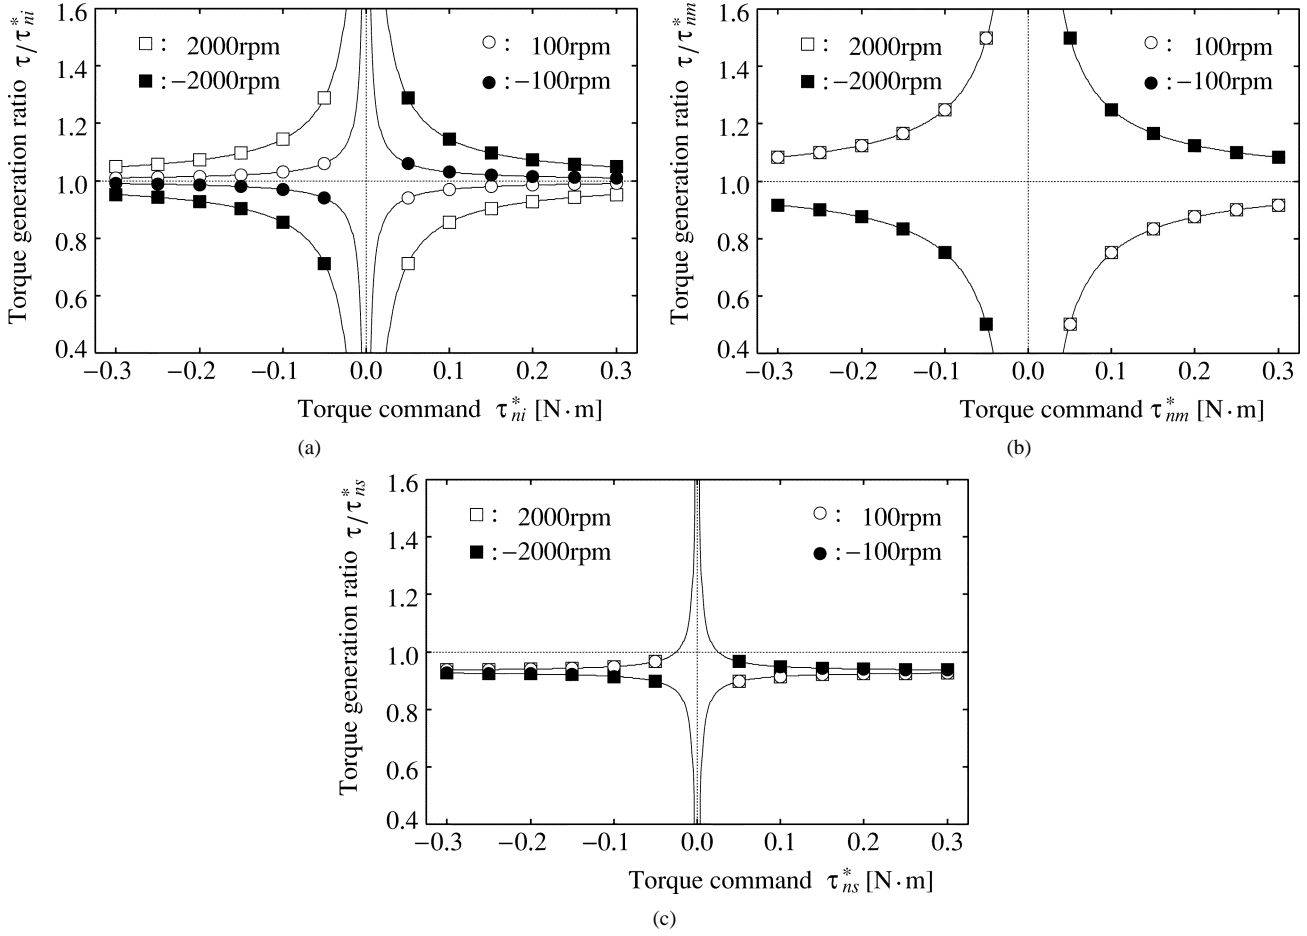 Torque generation ratio τ/τ*ni
1.6
1.4
1.2
1.0
0.8
0.6
0.4
□ : 2000rpm
■ : −2000rpm
○ : 100rpm
● : −100rpm
−0.3 −0.2 −0.1 0.0 0.1 0.2 0.3
Torque command τ*ni [N·m]
(a)
Torque generation ratio τ/τ*nm
1.6
1.4
1.2
1.0
0.8
0.6
0.4
□ : 2000rpm
■ : −2000rpm
○ : 100rpm
● : −100rpm
−0.3 −0.2 −0.1 0.0 0.1 0.2 0.3
Torque command τ*nm [N·m]
(b)
Torque generation ratio τ/τ*ns
1.6
1.4
1.2
1.0
0.8
0.6
0.4
□ : 2000rpm
■ : −2000rpm
○ : 100rpm
● : −100rpm
−0.3 −0.2 −0.1 0.0 0.1 0.2 0.3
Torque command τ*ns [N·m]
(c)